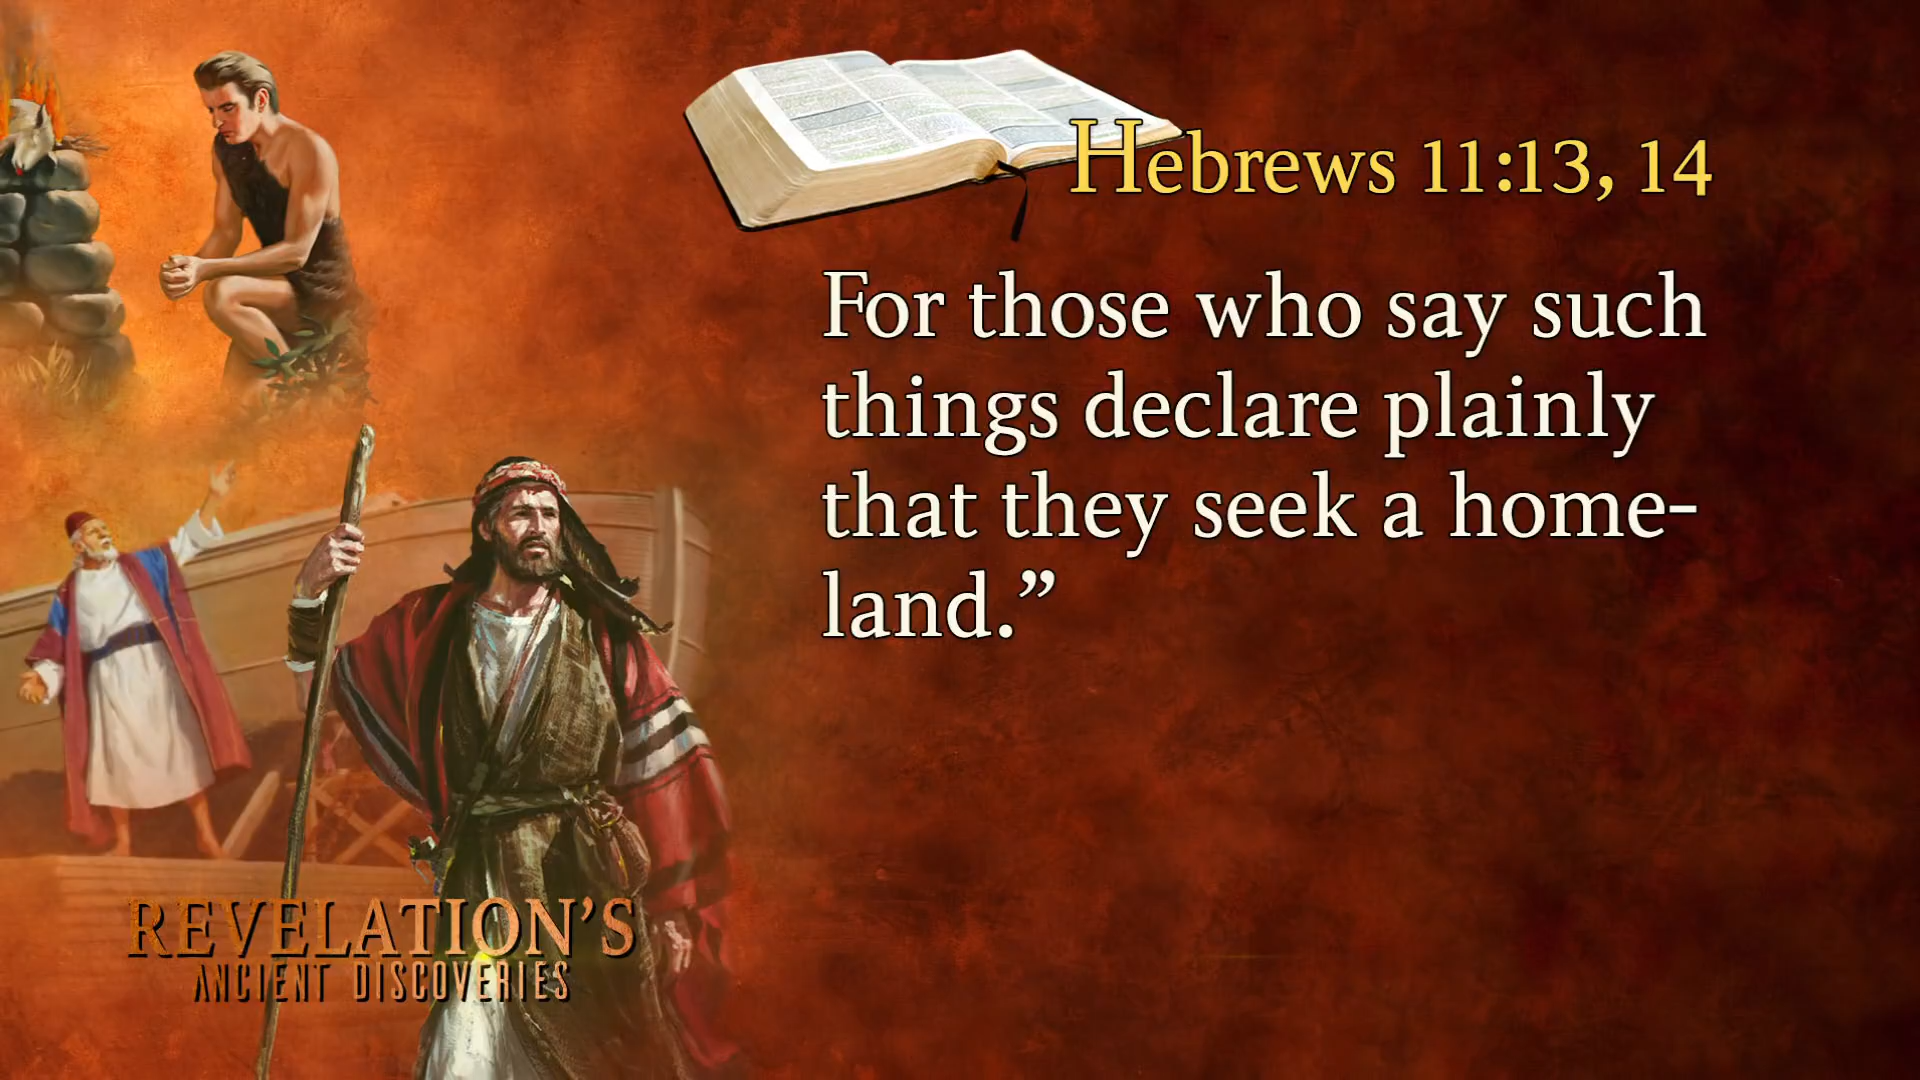 Hebrews 11:13, 14
For those who say such
things declare plainly
that they seek a home-
land.”
REVELATION’S
ANCIENT DISCOVERIES